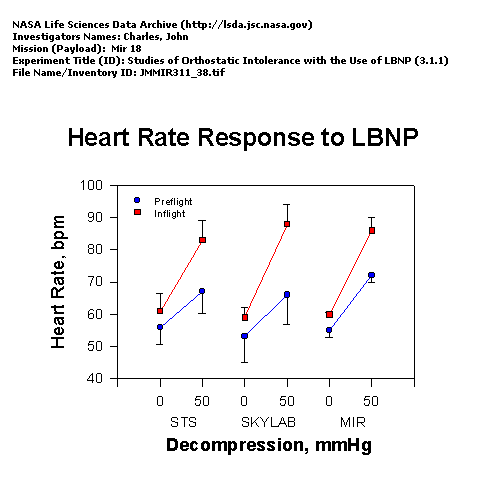 NASA Life Sciences Data Archive (http://lsda.jsc.nasa.gov)
Investigators Names: Charles, John
Mission (Payload):  Mir 18
Experiment Title (ID): Studies of Orthostatic Intolerance with the Use of LBNP (3.1.1)
File Name/Inventory ID: JMMIR311_38.tif
Heart Rate Response to LBNP
Heart Rate, bpm
100
90
80
70
60
50
40
Preflight
Inflight
0 50 0 50 0 50
STS SKYLAB MIR
Decompression, mmHg